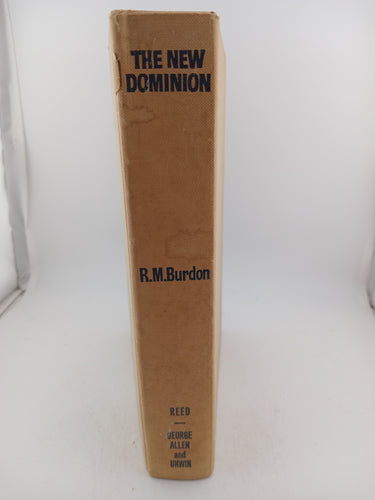 THE NEW
DOMINION
R.M.Burdon
REED
GEORGE
ALLEN
and
UNWIN